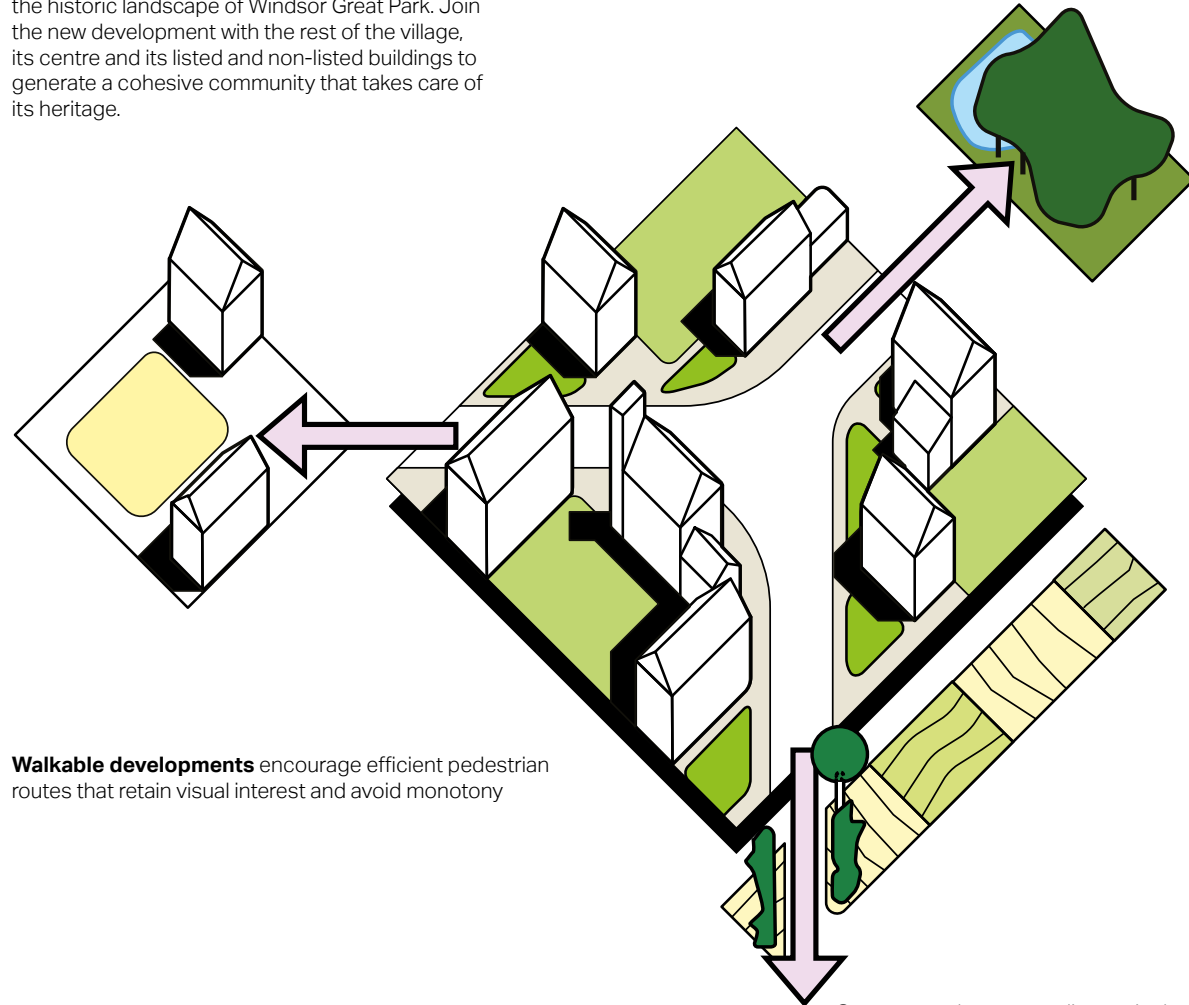 the historic landscape of Windsor Great Park. Join
the new development with the rest of the village,
its centre and its listed and non-listed buildings to
generate a cohesive community that takes care of
its heritage.
Walkable developments encourage efficient pedestrian
routes that retain visual interest and avoid monotony